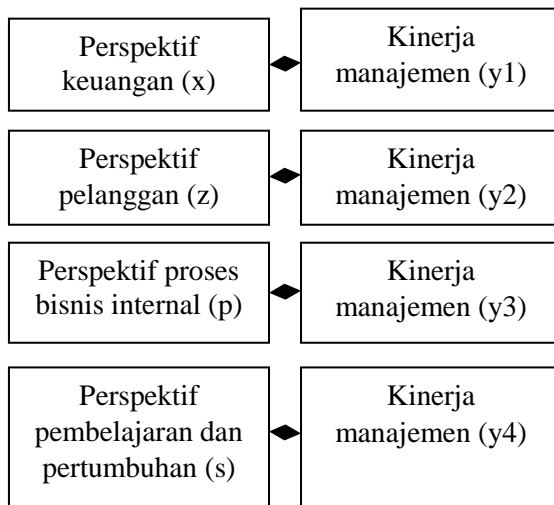 Perspektif
keuangan (x)
Kinerja
manajemen (y1)
Perspektif
pelanggan (z)
Kinerja
manajemen (y2)
Perspektif proses
bisnis internal (p)
Kinerja
manajemen (y3)
Perspektif
pembelajaran dan
pertumbuhan (s)
Kinerja
manajemen (y4)